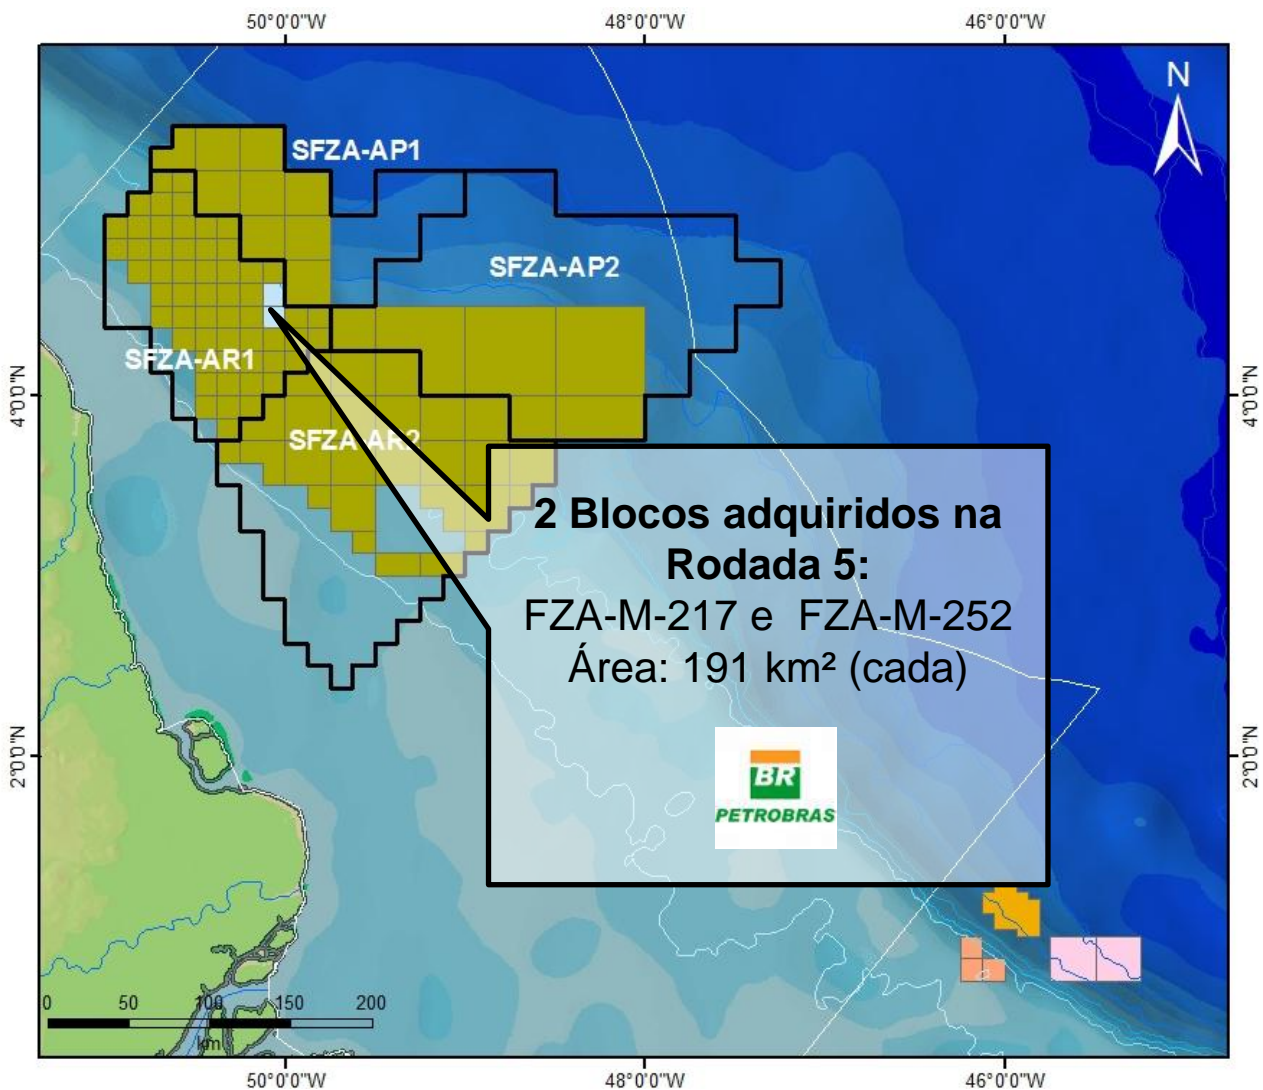 50°0'0"W 48°0'0"W 46°0'0"W
N
SFZA-AP1
SFZA-AP2
SFZA-AR1
4°0'0"N 4°0'0"N
SFZA-AR2
2 Blocos adquiridos na
Rodada 5:
FZA-M-217 e FZA-M-252
Área: 191 km² (cada)
2°0'0"N 2°0'0"N
BR
PETROBRAS
0 50 100 150 200
km
50°0'0"W 48°0'0"W 46°0'0"W